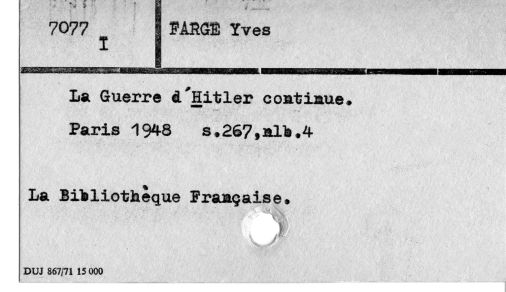 7077
I
FARGE Yves
La Guerre d´Hitler continue.
Paris 1948 s.267,nlb.4
La Bibliothèque Française.
DUJ 867/71 15 000